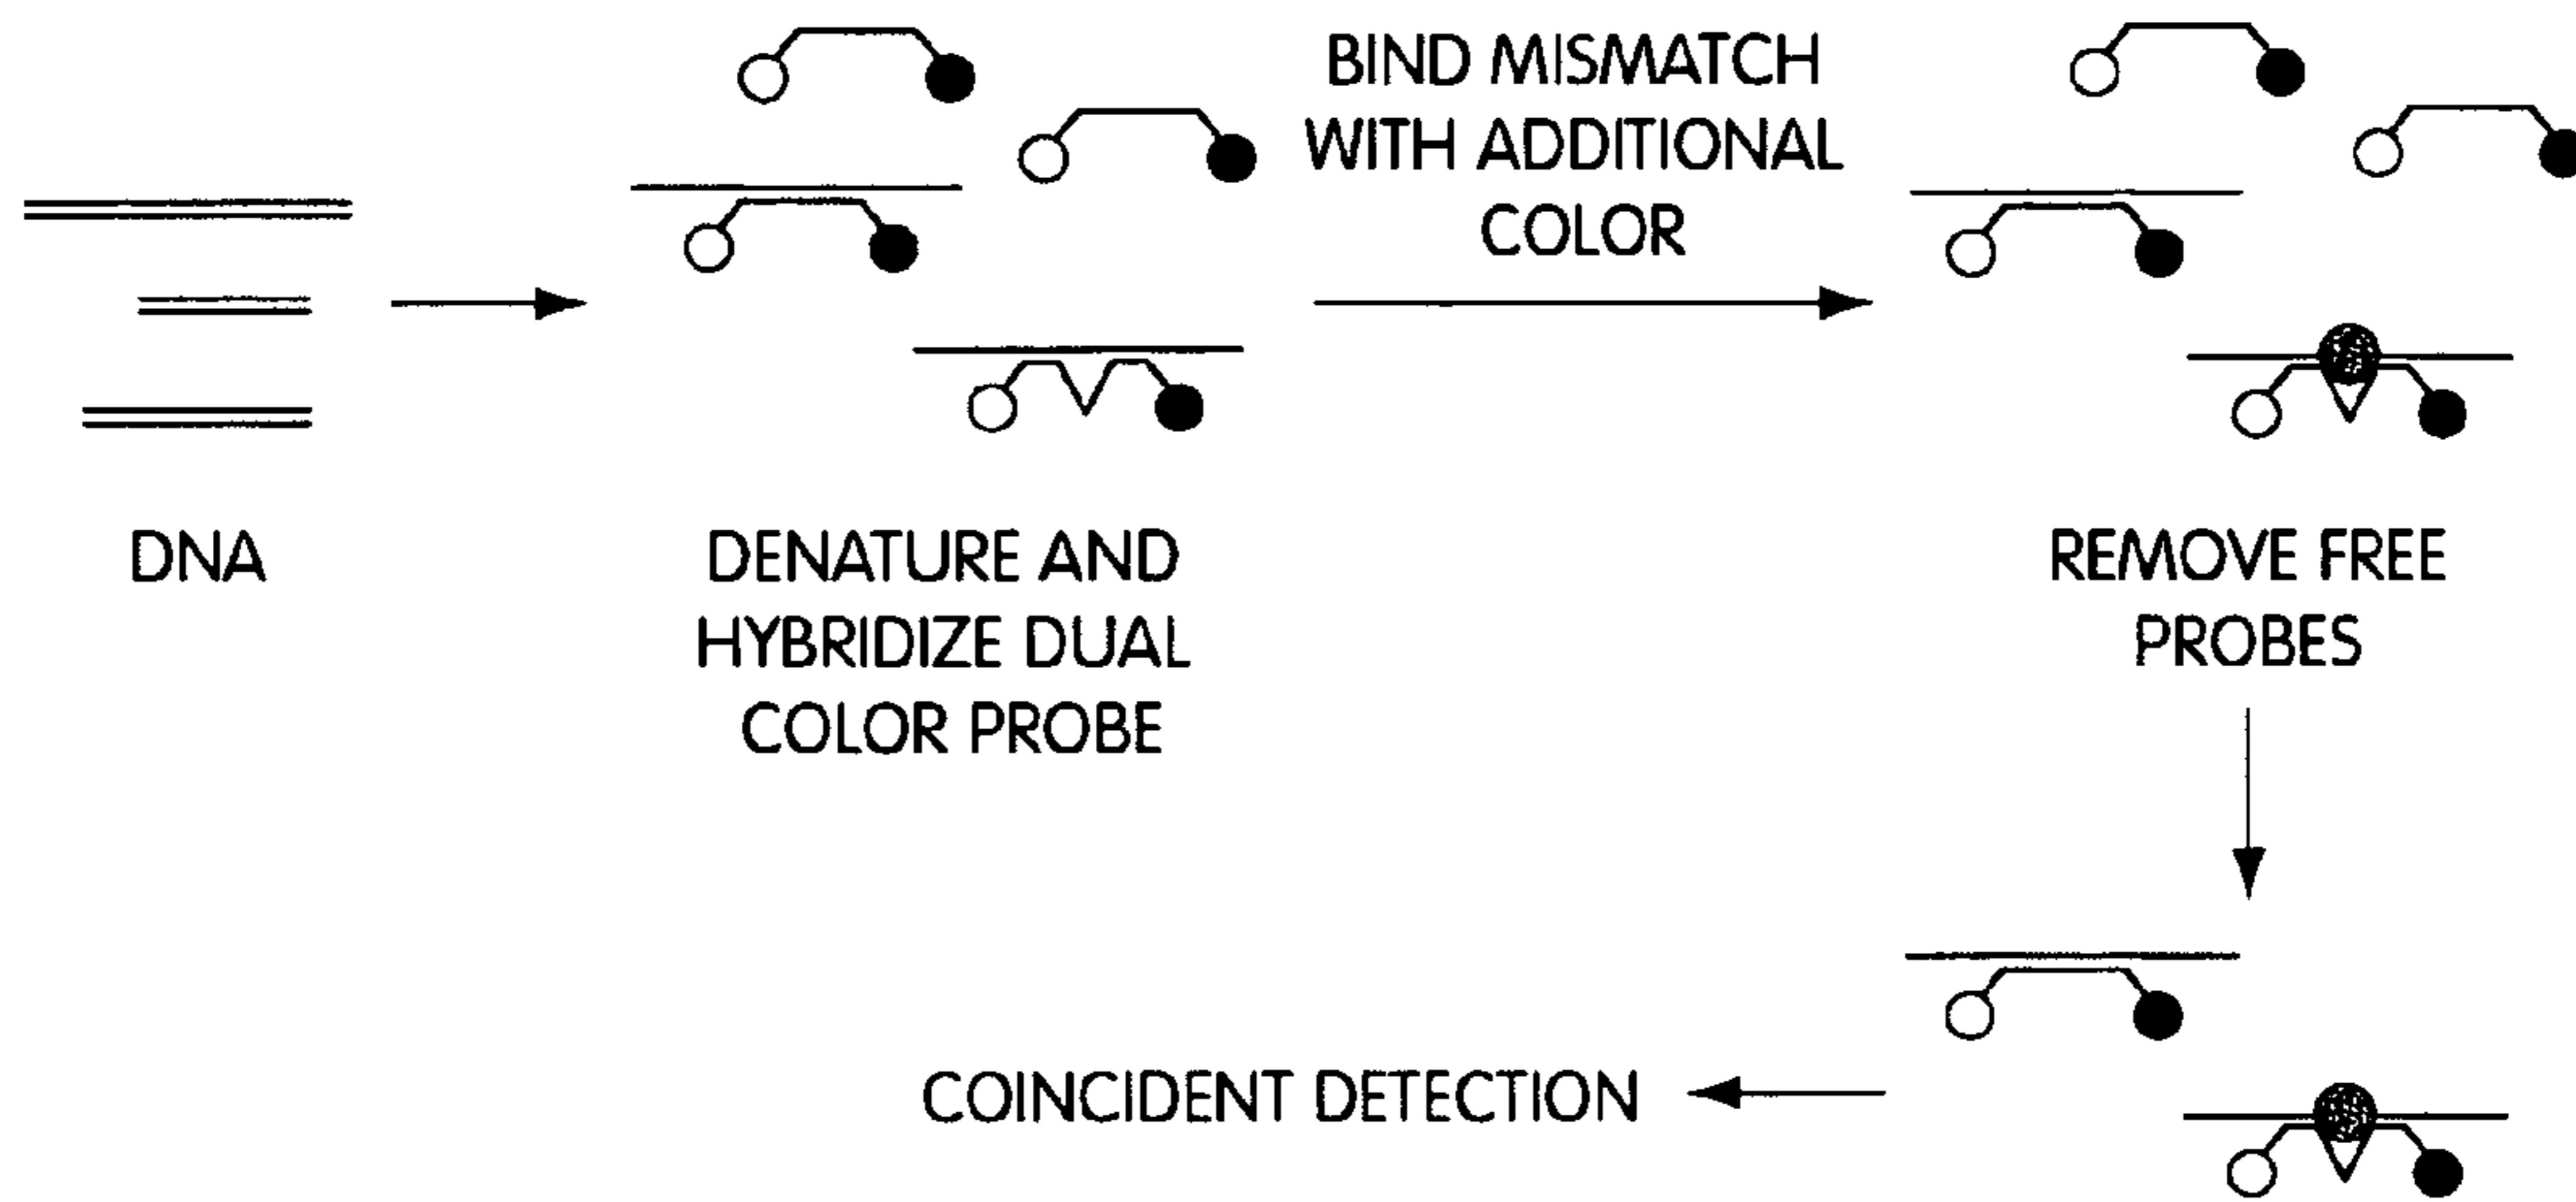 BIND MISMATCH
WITH ADDITIONAL
COLOR
DNA
DENATURE AND
HYBRIDIZE DUAL
COLOR PROBE
REMOVE FREE
PROBES
COINCIDENT DETECTION